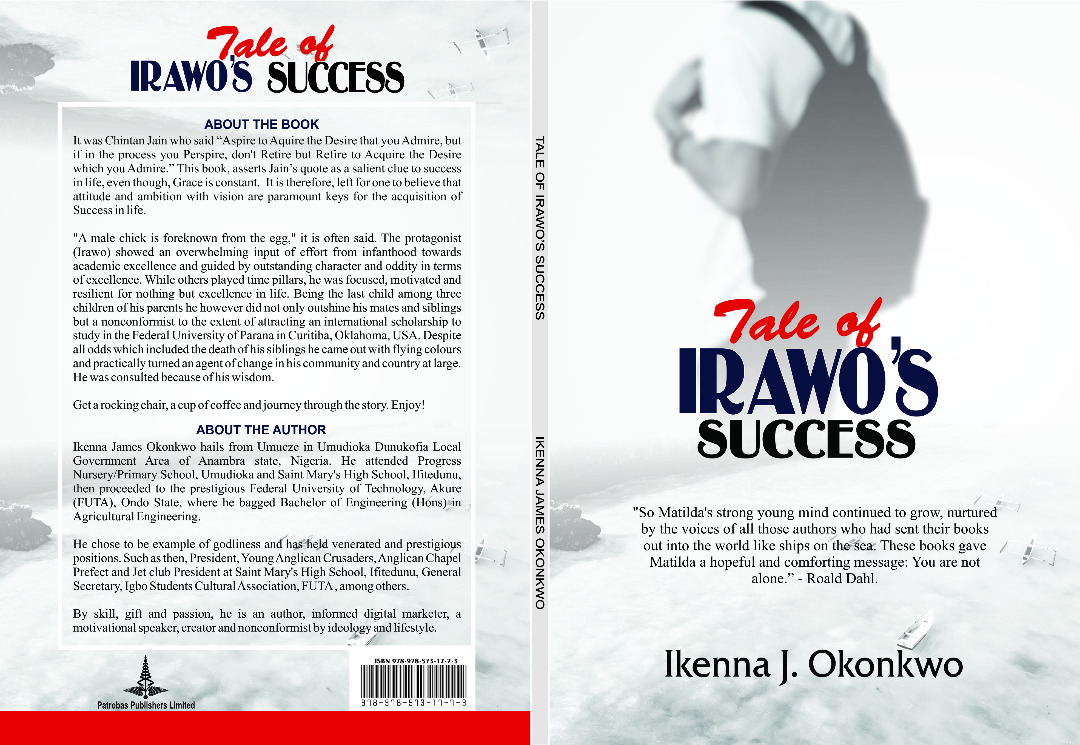 Tale of
IRAWO'S SUCCESS
ABOUT THE BOOK
It was Chintan Jain who said “Aspire to Aquire the Desire that you Admire, but
if in the process you Perspire, don't Retire but Refire to Acquire the Desire
which you Admire.” This book, asserts Jain’s quote as a salient clue to success
in life, even though, Grace is constant. It is therefore, left for one to believe that
attitude and ambition with vision are paramount keys for the acquisition of
Success in life.
"A male chick is foreknown from the egg," it is often said. The protagonist
(Irawo) showed an overwhelming input of effort from infanthood towards
academic excellence and guided by outstanding character and oddity in terms
of excellence. While others played time pillars, he was focused, motivated and
resilient for nothing but excellence in life. Being the last child among three
children of his parents he however did not only outshine his mates and siblings
but a nonconformist to the extent of attracting an international scholarship to
study in the Federal University of Parana in Curitiba, Oklahoma, USA. Despite
all odds which included the death of his siblings he came out with flying colours
and practically turned an agent of change in his community and country at large.
He was consulted because of his wisdom.
Get a rocking chair, a cup of coffee and journey through the story. Enjoy!
ABOUT THE AUTHOR
Ikenna James Okonkwo hails from Umueze in Umudioka Dunukofia Local
Government Area of Anambra state, Nigeria. He attended Progress
Nursery/Primary School, Umudioka and Saint Mary's High School, Ifitedunu,
then proceeded to the prestigious Federal University of Technology, Akure
(FUTA), Ondo State, where he bagged Bachelor of Engineering (Hons) in
Agricultural Engineering.
He chose to be example of godliness and has held venerated and prestigious
positions. Such as then, President, Young Anglican Crusaders, Anglican Chapel
Prefect and Jet club President at Saint Mary's High School, Ifitedunu, General
Secretary, Igbo Students Cultural Association, FUTA, among others.
By skill, gift and passion, he is an author, informed digital marketer, a
motivational speaker, creator and nonconformist by ideology and lifestyle.
Patrobas Publishers Limited
ISBN 978-978-573-17-7-3
978-978-573-17-7-3
TALE OF IRAWO'S SUCCESS
IKENNA JAMES OKONKWO
Tale of
IRAWO'S
SUCCESS
"So Matilda's strong young mind continued to grow, nurtured
by the voices of all those authors who had sent their books
out into the world like ships on the sea. These books gave
Matilda a hopeful and comforting message: You are not
alone.” - Roald Dahl.
Ikenna J. Okonkwo